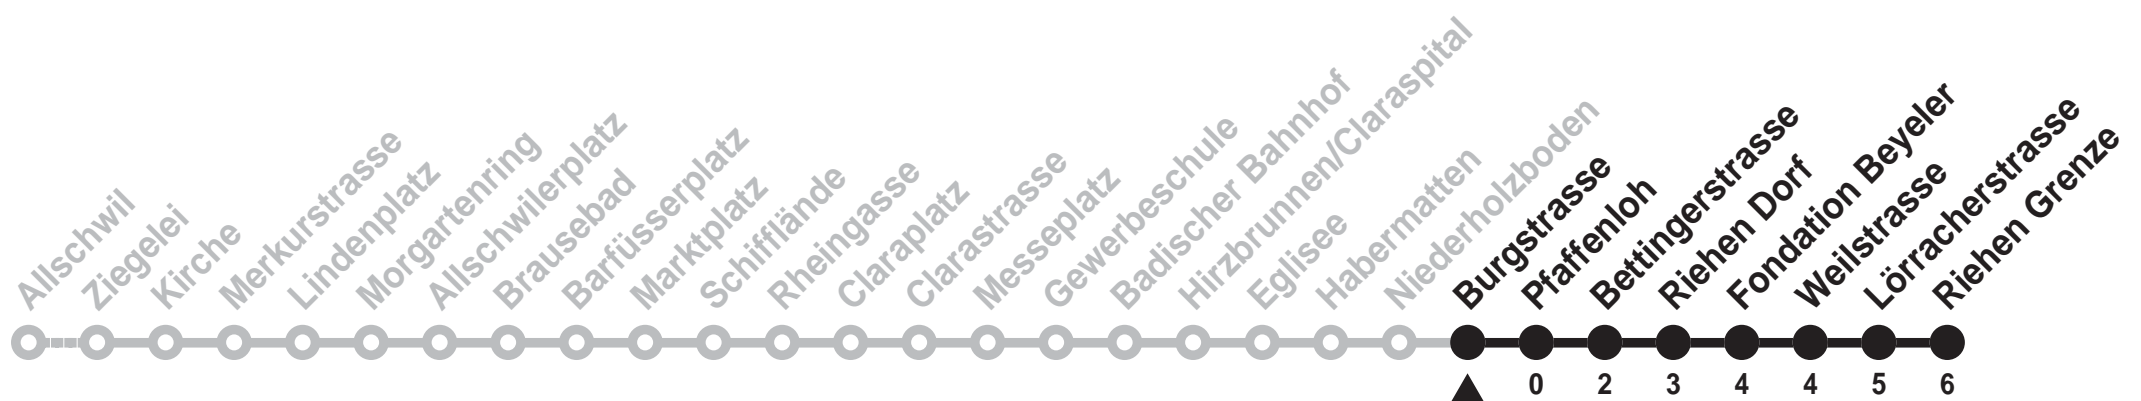 Allschwil
Ziegelei
Kirche
Merkurstrasse
Lindenplatz
Morgartenring
Allschwilerplatz
Brausebad
Barfüsserplatz
Marktplatz
Schifflände
Rheingasse
Claraplatz
Clarastrasse
Messeplatz
Gewerbeschule
Badischer Bahnhof
Hirzbrunnen/Claraspital
Eglisee
Habermatten
Niederholzboden
Burgstrasse
Pfaffenloh
Bettingerstrasse
Riehen Dorf
Fondation Beyeler
Weilstrasse
Lörracherstrasse
Riehen Grenze
0 2 3 4 4 5 6